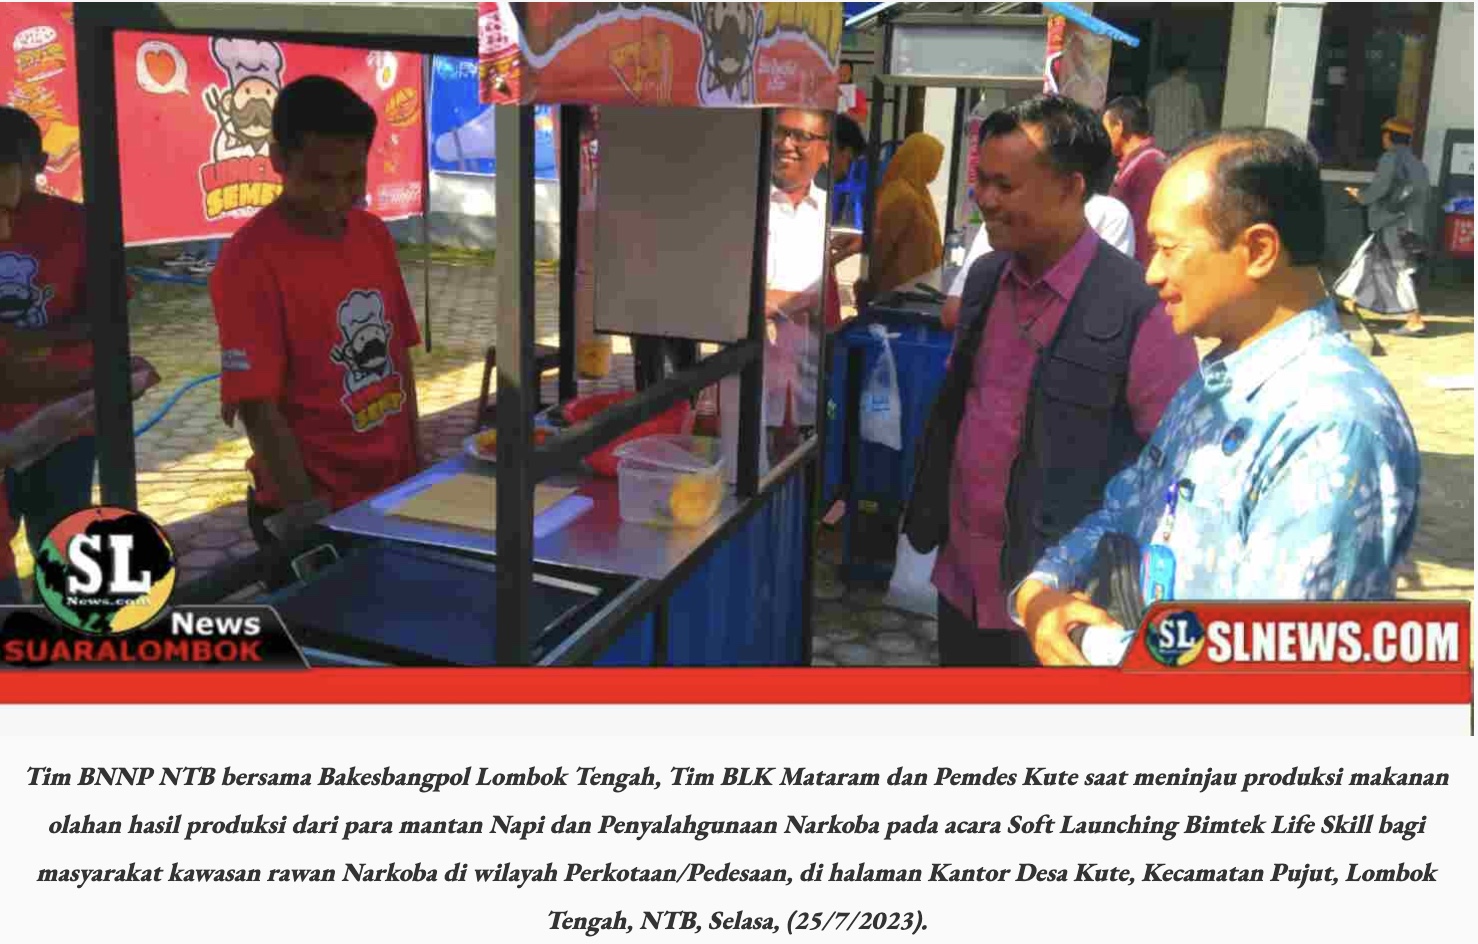 UNCLE
SEMBE
SL
News.com
News
SUARALOMBOK
SL SLNEWS.COM
Tim BNNP NTB bersama Bakesbangpol Lombok Tengah, Tim BLK Mataram dan Pemdes Kute saat meninjau produksi makanan
olahan hasil produksi dari para mantan Napi dan Penyalahgunaan Narkoba pada acara Soft Launching Bimtek Life Skill bagi
masyarakat kawasan rawan Narkoba di wilayah Perkotaan/Pedesaan, di halaman Kantor Desa Kute, Kecamatan Pujut, Lombok
Tengah, NTB, Selasa, (25/7/2023).